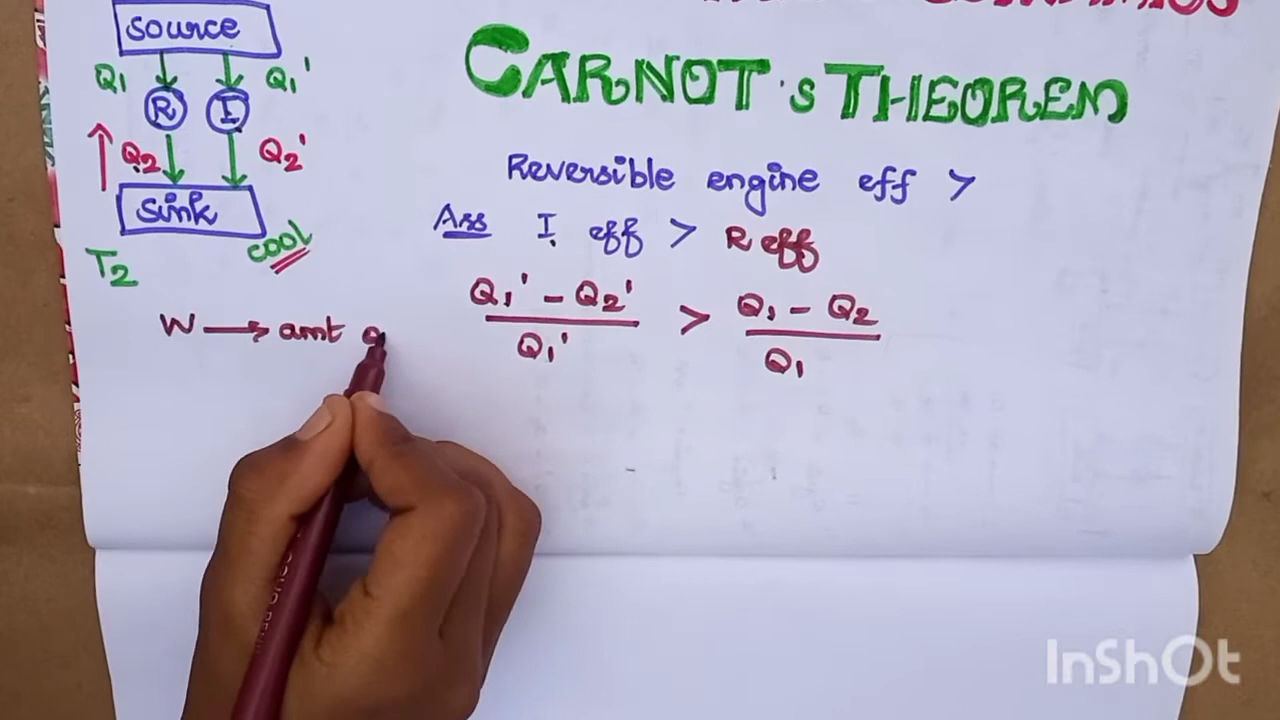 source
Q1 Q1'
R I
Q2 Q2'
sink
T2 cool
CARNOT's THEOREM
Reversible engine eff >
Ass I eff > R eff
Q1' - Q2' > Q1 - Q2
Q1' Q1
W → amt
InShOt